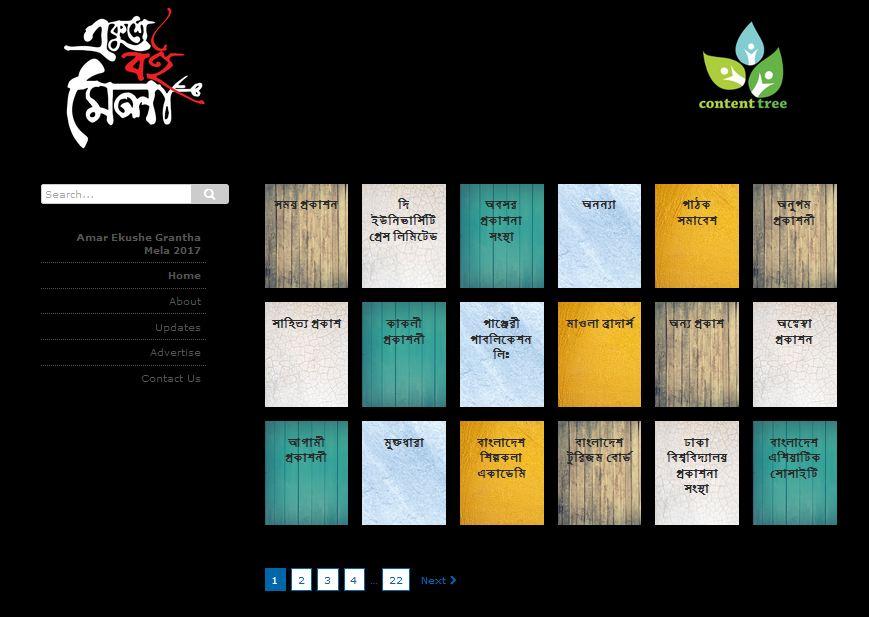 একুশে
বই
মেলা
content tree
Search...
Amar Ekushe Grantha
Mela 2017
Home
About
Updates
Advertise
Contact Us
সময় প্রকাশন
দি
ইউনিভার্সিটি
প্রেস লিমিটেড
অবসর
প্রকাশনা
সংস্থা
অনন্যা
পাঠক
সমাবেশ
অনুপম
প্রকাশনী
সাহিত্য প্রকাশ
কাকলী
প্রকাশনী
পাঞ্জেরী
পাবলিকেশন
লিঃ
মাওলা ব্রাদার্স
অন্য প্রকাশ
অন্বেষা
প্রকাশন
আগামী
প্রকাশনী
মুক্তধারা
বাংলাদেশ
শিল্পকলা
একাডেমি
বাংলাদেশ
টুরিজম বোর্ড
ঢাকা
বিশ্ববিদ্যালয়
প্রকাশনা
সংস্থা
বাংলাদেশ
এশিয়াটিক
সোসাইটি
1 2 3 4 ... 22 Next